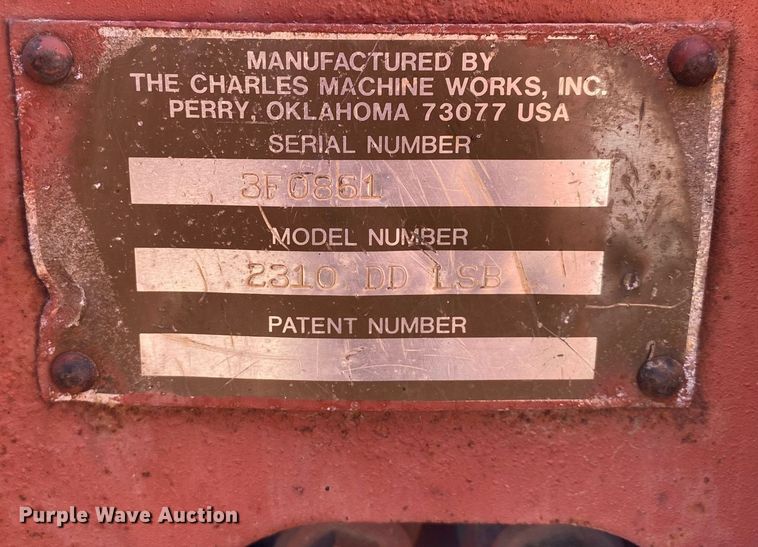 MANUFACTURED BY
THE CHARLES MACHINE WORKS, INC.
PERRY, OKLAHOMA 73077 USA
SERIAL NUMBER
3F0861
MODEL NUMBER
2310 DD LSB
PATENT NUMBER
Purple Wave Auction®